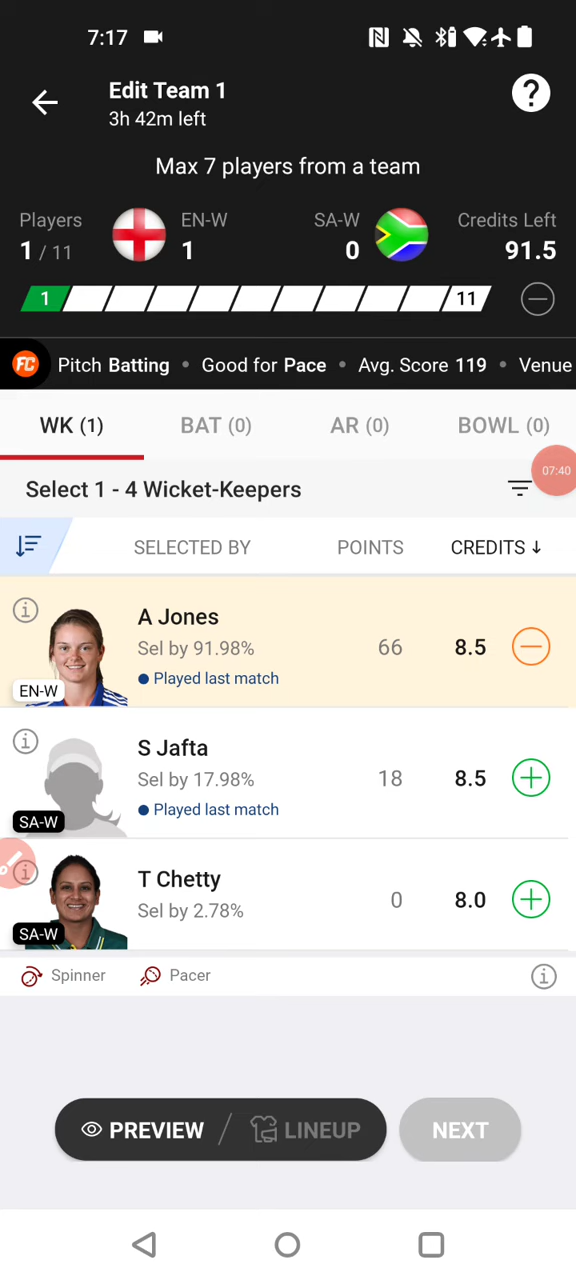 7:17
Edit Team 1
3h 42m left
?
Max 7 players from a team
Players EN-W SA-W Credits Left
1 / 11 1 0 91.5
1 11
FC Pitch Batting • Good for Pace • Avg. Score 119 • Venue
WK (1) BAT (0) AR (0) BOWL (0)
07:40
Select 1 - 4 Wicket-Keepers
SELECTED BY POINTS CREDITS ↓
A Jones
Sel by 91.98% 66 8.5
Played last match
EN-W
S Jafta
Sel by 17.98% 18 8.5
Played last match
SA-W
T Chetty
Sel by 2.78% 0 8.0
SA-W
Spinner Pacer
PREVIEW / LINEUP NEXT